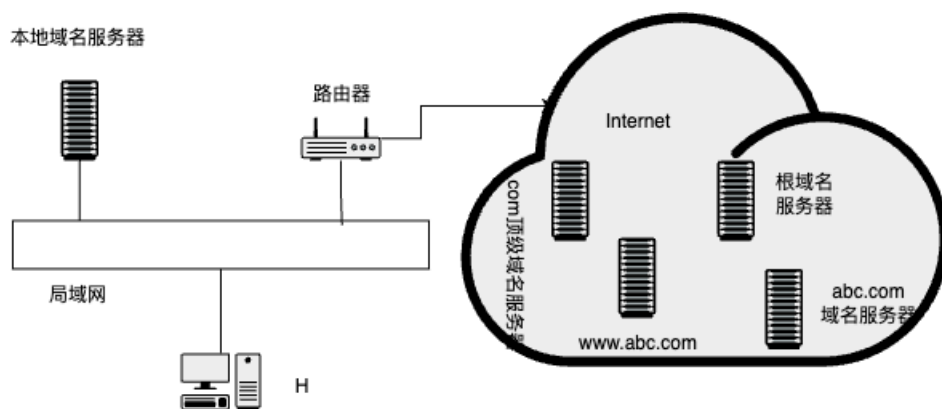 本地域名服务器
路由器
Internet
com顶级域名服务器
根域名
服务器
abc.com
域名服务器
www.abc.com
局域网
H